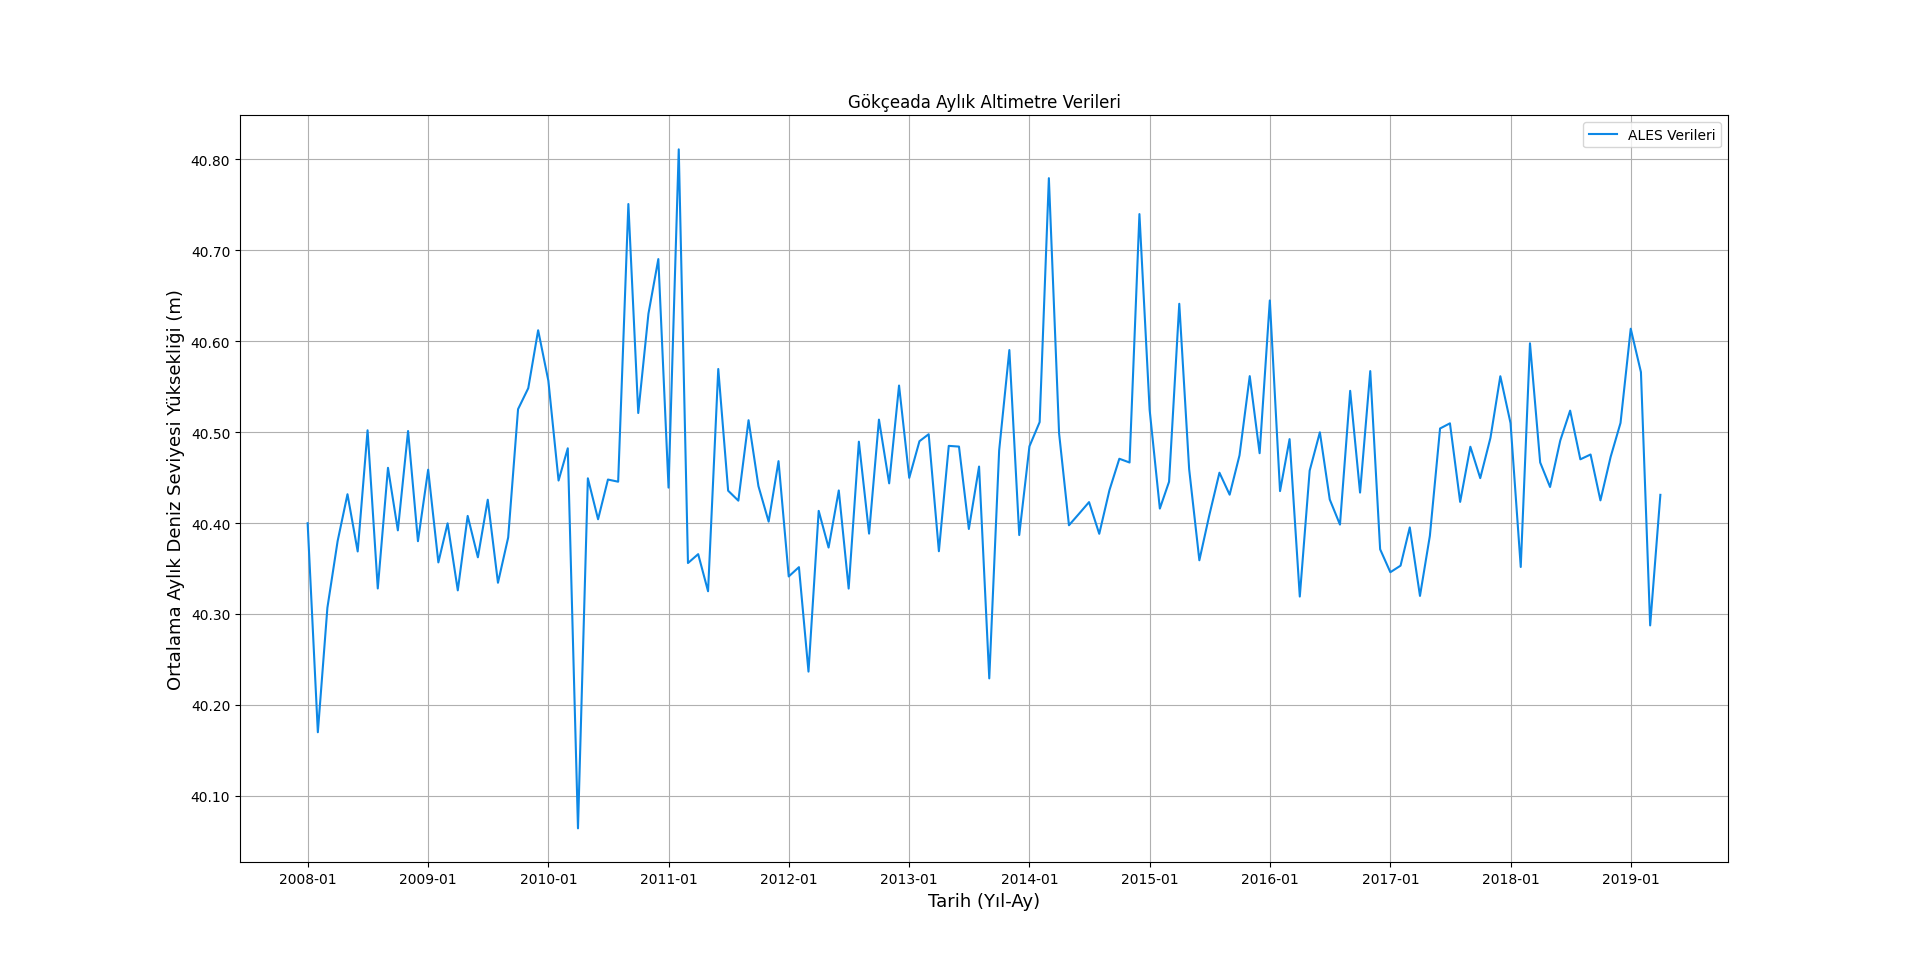 Gökçeada Aylık Altimetre Verileri
ALES Verileri
Ortalama Aylık Deniz Seviyesi Yüksekliği (m)
40.80
40.70
40.60
40.50
40.40
40.30
40.20
40.10
2008-01 2009-01 2010-01 2011-01 2012-01 2013-01 2014-01 2015-01 2016-01 2017-01 2018-01 2019-01
Tarih (Yıl-Ay)